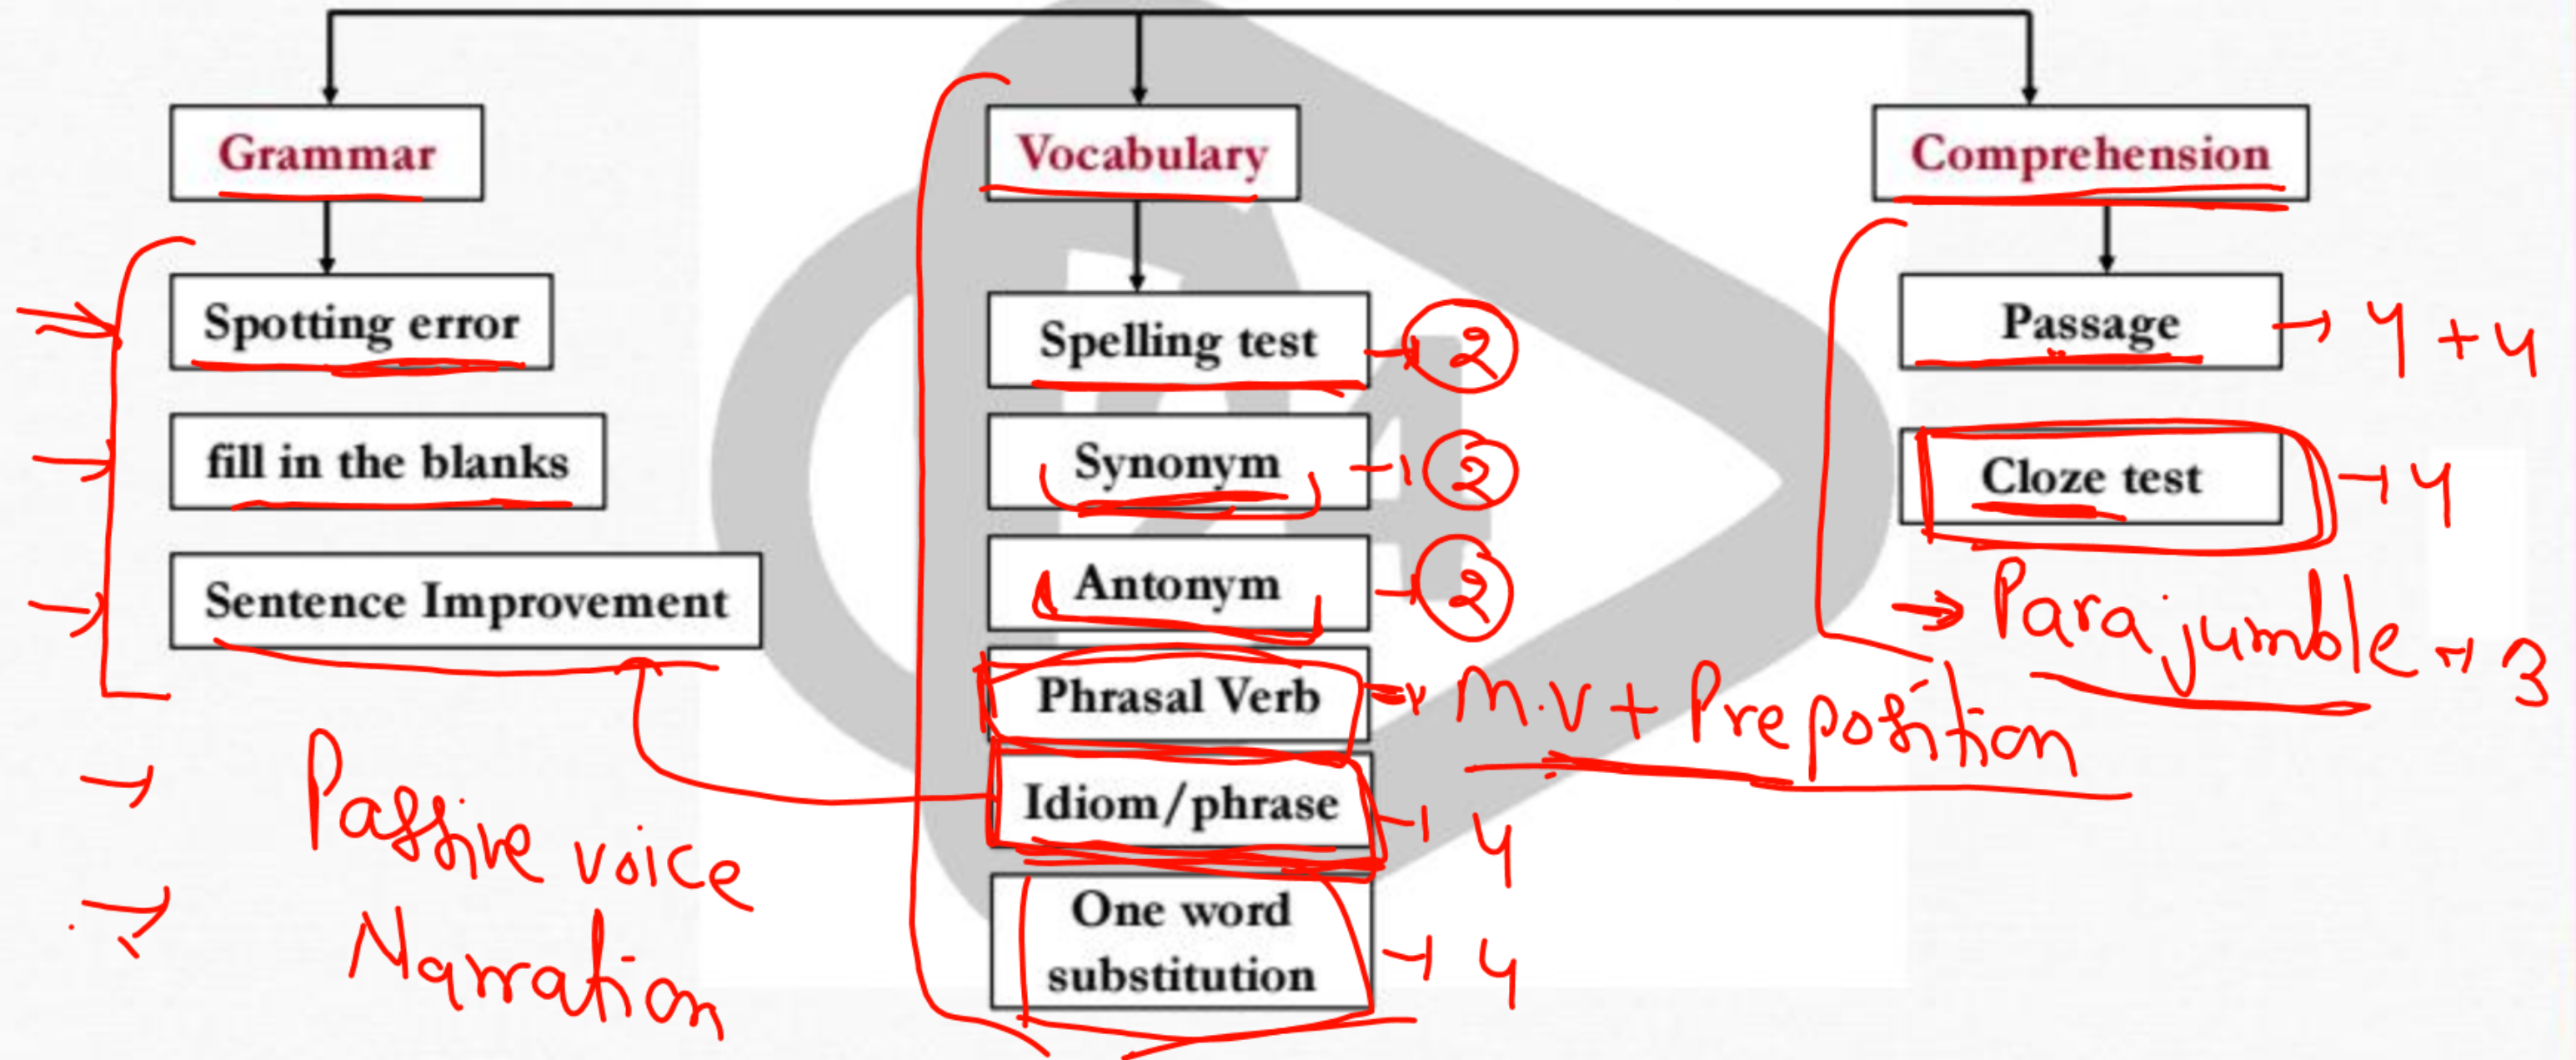 Grammar
Spotting error
fill in the blanks
Sentence Improvement
→ Passive voice
→ Narration
Vocabulary
Spelling test → 2
Synonym → 2
Antonym → 2
Phrasal Verb → M.V + Preposition
Idiom/phrase → 4
One word
substitution → 4
Comprehension
Passage → 4 + 4
Cloze test → 4
→ Para jumble → 3